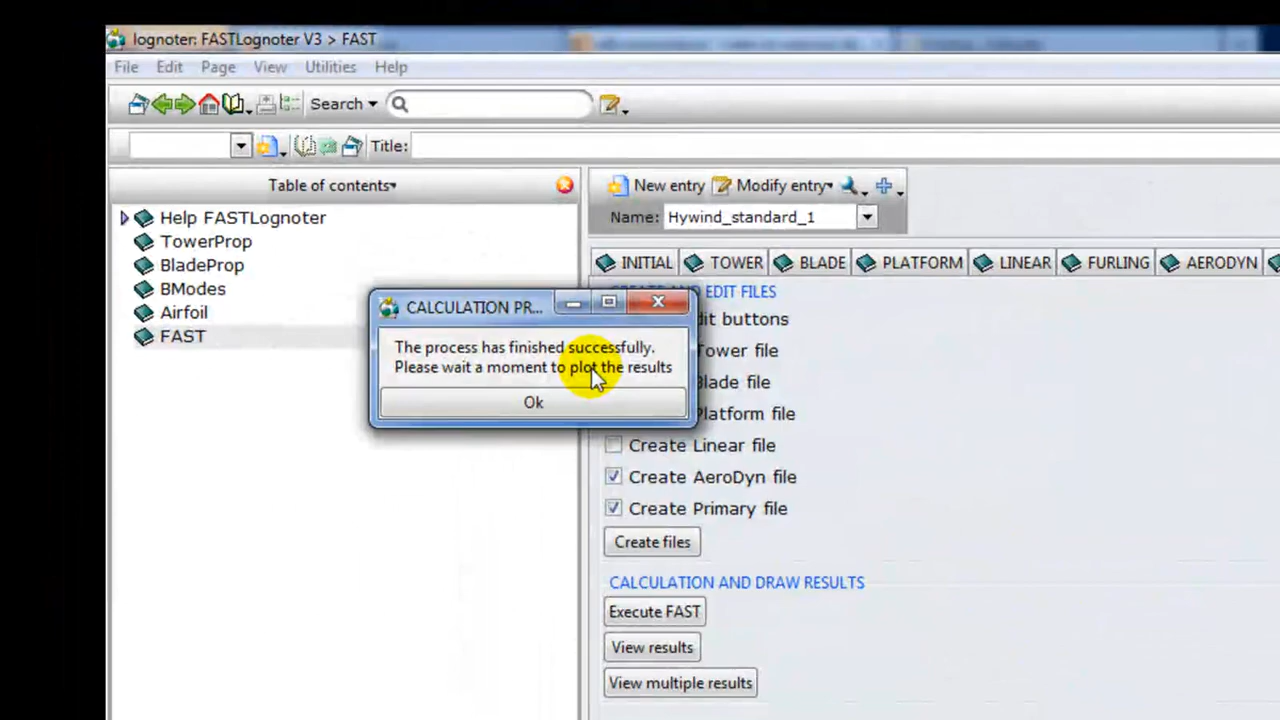 lognoter: FASTLognoter V3 > FAST
File Edit Page View Utilities Help
Search
Title:
Table of contents
New entry Modify entry
Name: Hywind_standard_1
Help FASTLognoter
TowerProp
BladeProp
BModes
Airfoil
FAST
INITIAL TOWER BLADE PLATFORM LINEAR FURLING AERODYN
EDIT FILES
buttons
Tower file
lade file
Platform file
Create Linear file
Create AeroDyn file
Create Primary file
Create files
CALCULATION AND DRAW RESULTS
Execute FAST
View results
View multiple results
CALCULATION PR...
The process has finished successfully.
Please wait a moment to plot the results
Ok